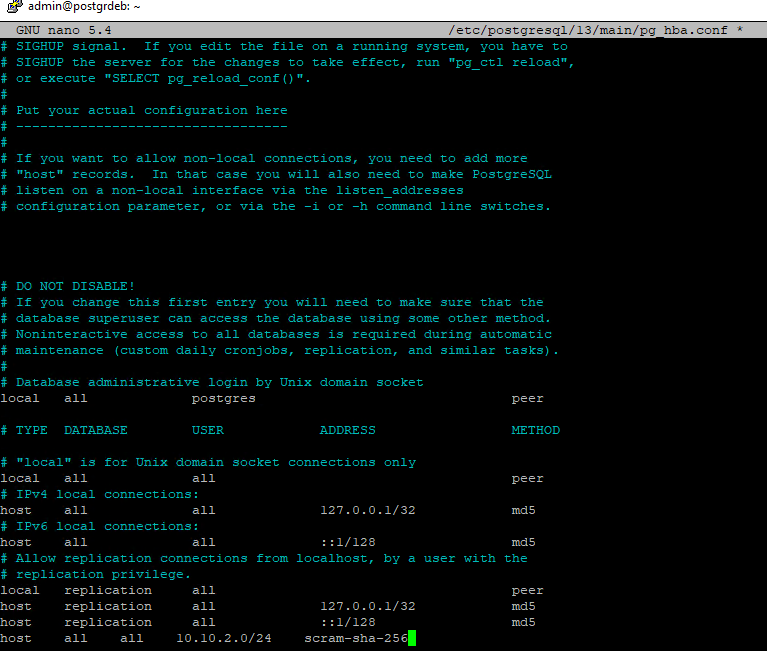 admin@postgrdeb: ~
GNU nano 5.4 /etc/postgresql/13/main/pg_hba.conf *
# SIGHUP signal.  If you edit the file on a running system, you have to
# SIGHUP the server for the changes to take effect, run "pg_ctl reload",
# or execute "SELECT pg_reload_conf()".
#
# Put your actual configuration here
# ----------------------------------
#
# If you want to allow non-local connections, you need to add more
# "host" records.  In that case you will also need to make PostgreSQL
# listen on a non-local interface via the listen_addresses
# configuration parameter, or via the -i or -h command line switches.
# DO NOT DISABLE!
# If you change this first entry you will need to make sure that the
# database superuser can access the database using some other method.
# Noninteractive access to all databases is required during automatic
# maintenance (custom daily cronjobs, replication, and similar tasks).
#
# Database administrative login by Unix domain socket
local   all             postgres                                peer
# TYPE  DATABASE        USER            ADDRESS                 METHOD
# "local" is for Unix domain socket connections only
local   all             all                                     peer
# IPv4 local connections:
host    all             all             127.0.0.1/32            md5
# IPv6 local connections:
host    all             all             ::1/128                 md5
# Allow replication connections from localhost, by a user with the
# replication privilege.
local   replication     all                                     peer
host    replication     all             127.0.0.1/32            md5
host    replication     all             ::1/128                 md5
host    all    all    10.10.2.0/24    scram-sha-256